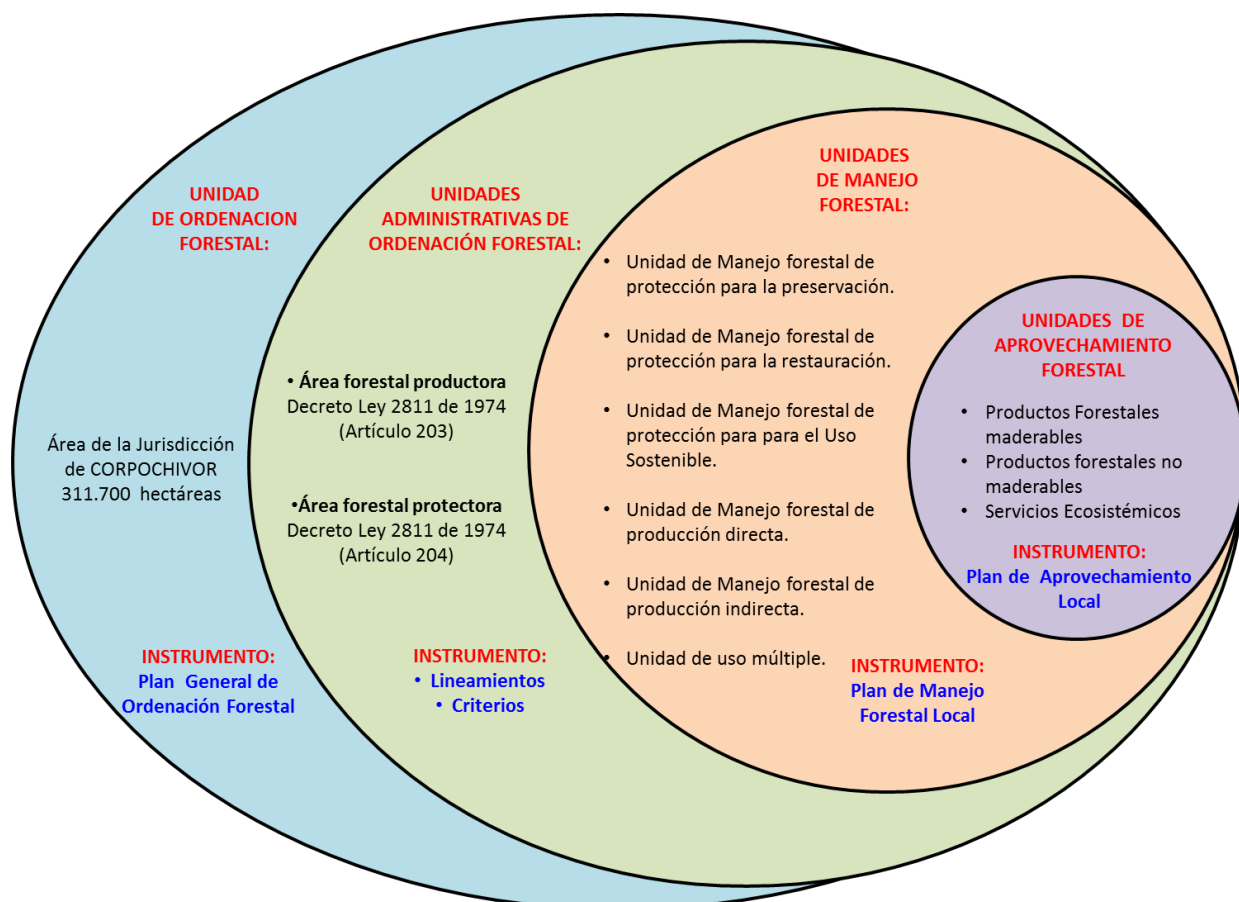 UNIDAD
DE ORDENACION
FORESTAL:
Área de la Jurisdicción
de CORPOCHIVOR
311.700 hectáreas
INSTRUMENTO:
Plan General de
Ordenación Forestal
UNIDADES
ADMINISTRATIVAS DE
ORDENACIÓN FORESTAL:
• Área forestal productora
Decreto Ley 2811 de 1974
(Artículo 203)
•Área forestal protectora
Decreto Ley 2811 de 1974
(Artículo 204)
INSTRUMENTO:
• Lineamientos
• Criterios
UNIDADES
DE MANEJO
FORESTAL:
• Unidad de Manejo forestal de
protección para la preservación.
• Unidad de Manejo forestal de
protección para la restauración.
• Unidad de Manejo forestal de
protección para para el Uso
Sostenible.
• Unidad de Manejo forestal de
producción directa.
• Unidad de Manejo forestal de
producción indirecta.
• Unidad de uso múltiple.
INSTRUMENTO:
Plan de Manejo
Forestal Local
UNIDADES DE
APROVECHAMIENTO
FORESTAL
• Productos Forestales
maderables
• Productos forestales no
maderables
• Servicios Ecosistémicos
INSTRUMENTO:
Plan de Aprovechamiento
Local